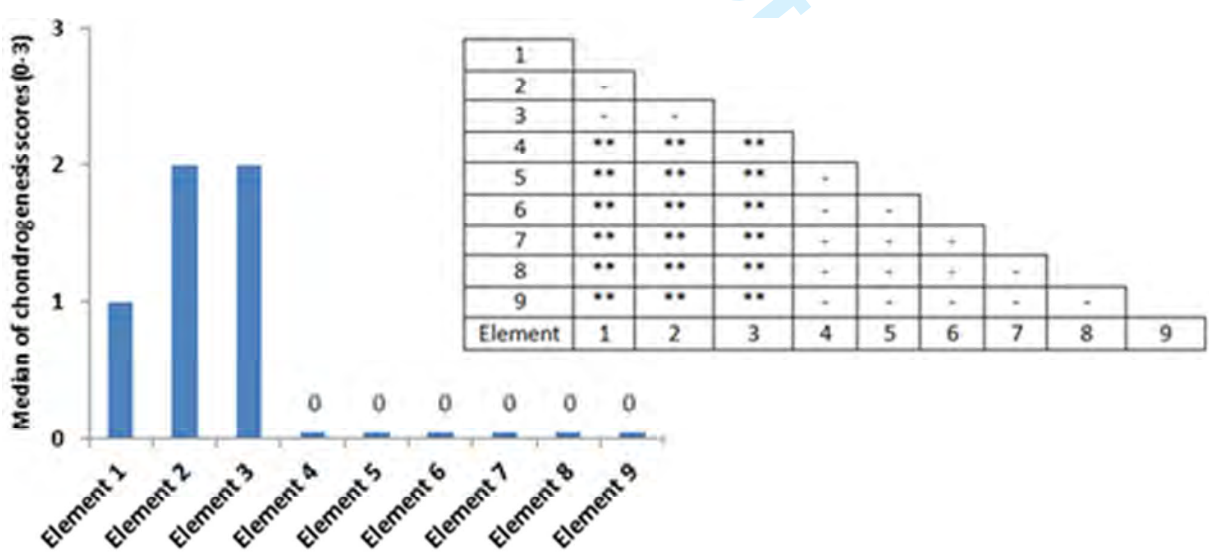 Median of chondrogenesis scores (0-3)
3
2
1
0
0 0 0 0 0 0
Element 1
Element 2
Element 3
Element 4
Element 5
Element 6
Element 7
Element 8
Element 9
1
2 -
3 - -
4 ** ** **
5 ** ** ** -
6 ** ** ** - -
7 ** ** ** - - -
8 ** ** ** - - - -
9 ** ** ** - - - - -
Element 1 2 3 4 5 6 7 8 9